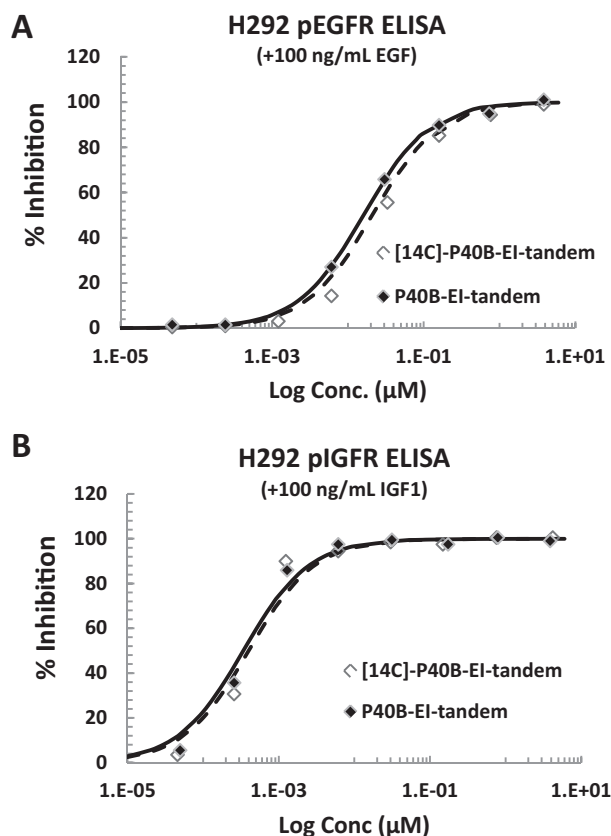 A
H292 pEGFR ELISA
(+100 ng/mL EGF)
% Inhibition
120
100
80
60
40
20
0
[14C]-P40B-EI-tandem
P40B-EI-tandem
1.E-05 1.E-03 1.E-01 1.E+01
Log Conc. (μM)
B
H292 pIGFR ELISA
(+100 ng/mL IGF1)
% Inhibition
120
100
80
60
40
20
0
[14C]-P40B-EI-tandem
P40B-EI-tandem
1.E-05 1.E-03 1.E-01 1.E+01
Log Conc (μM)